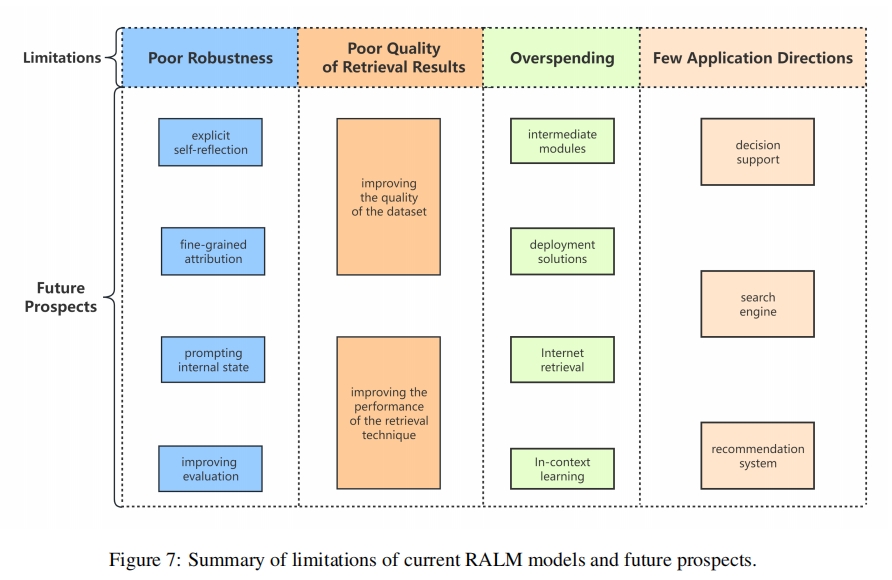 Limitations
Poor Robustness
Poor Quality
of Retrieval Results
Overspending
Few Application Directions
Future
Prospects
explicit
self-reflection
fine-grained
attribution
prompting
internal state
improving
evaluation
improving
the quality
of the dataset
improving the
performance
of the retrieval
technique
intermediate
modules
deployment
solutions
Internet
retrieval
In-context
learning
decision
support
search
engine
recommendation
system
Figure 7: Summary of limitations of current RALM models and future prospects.